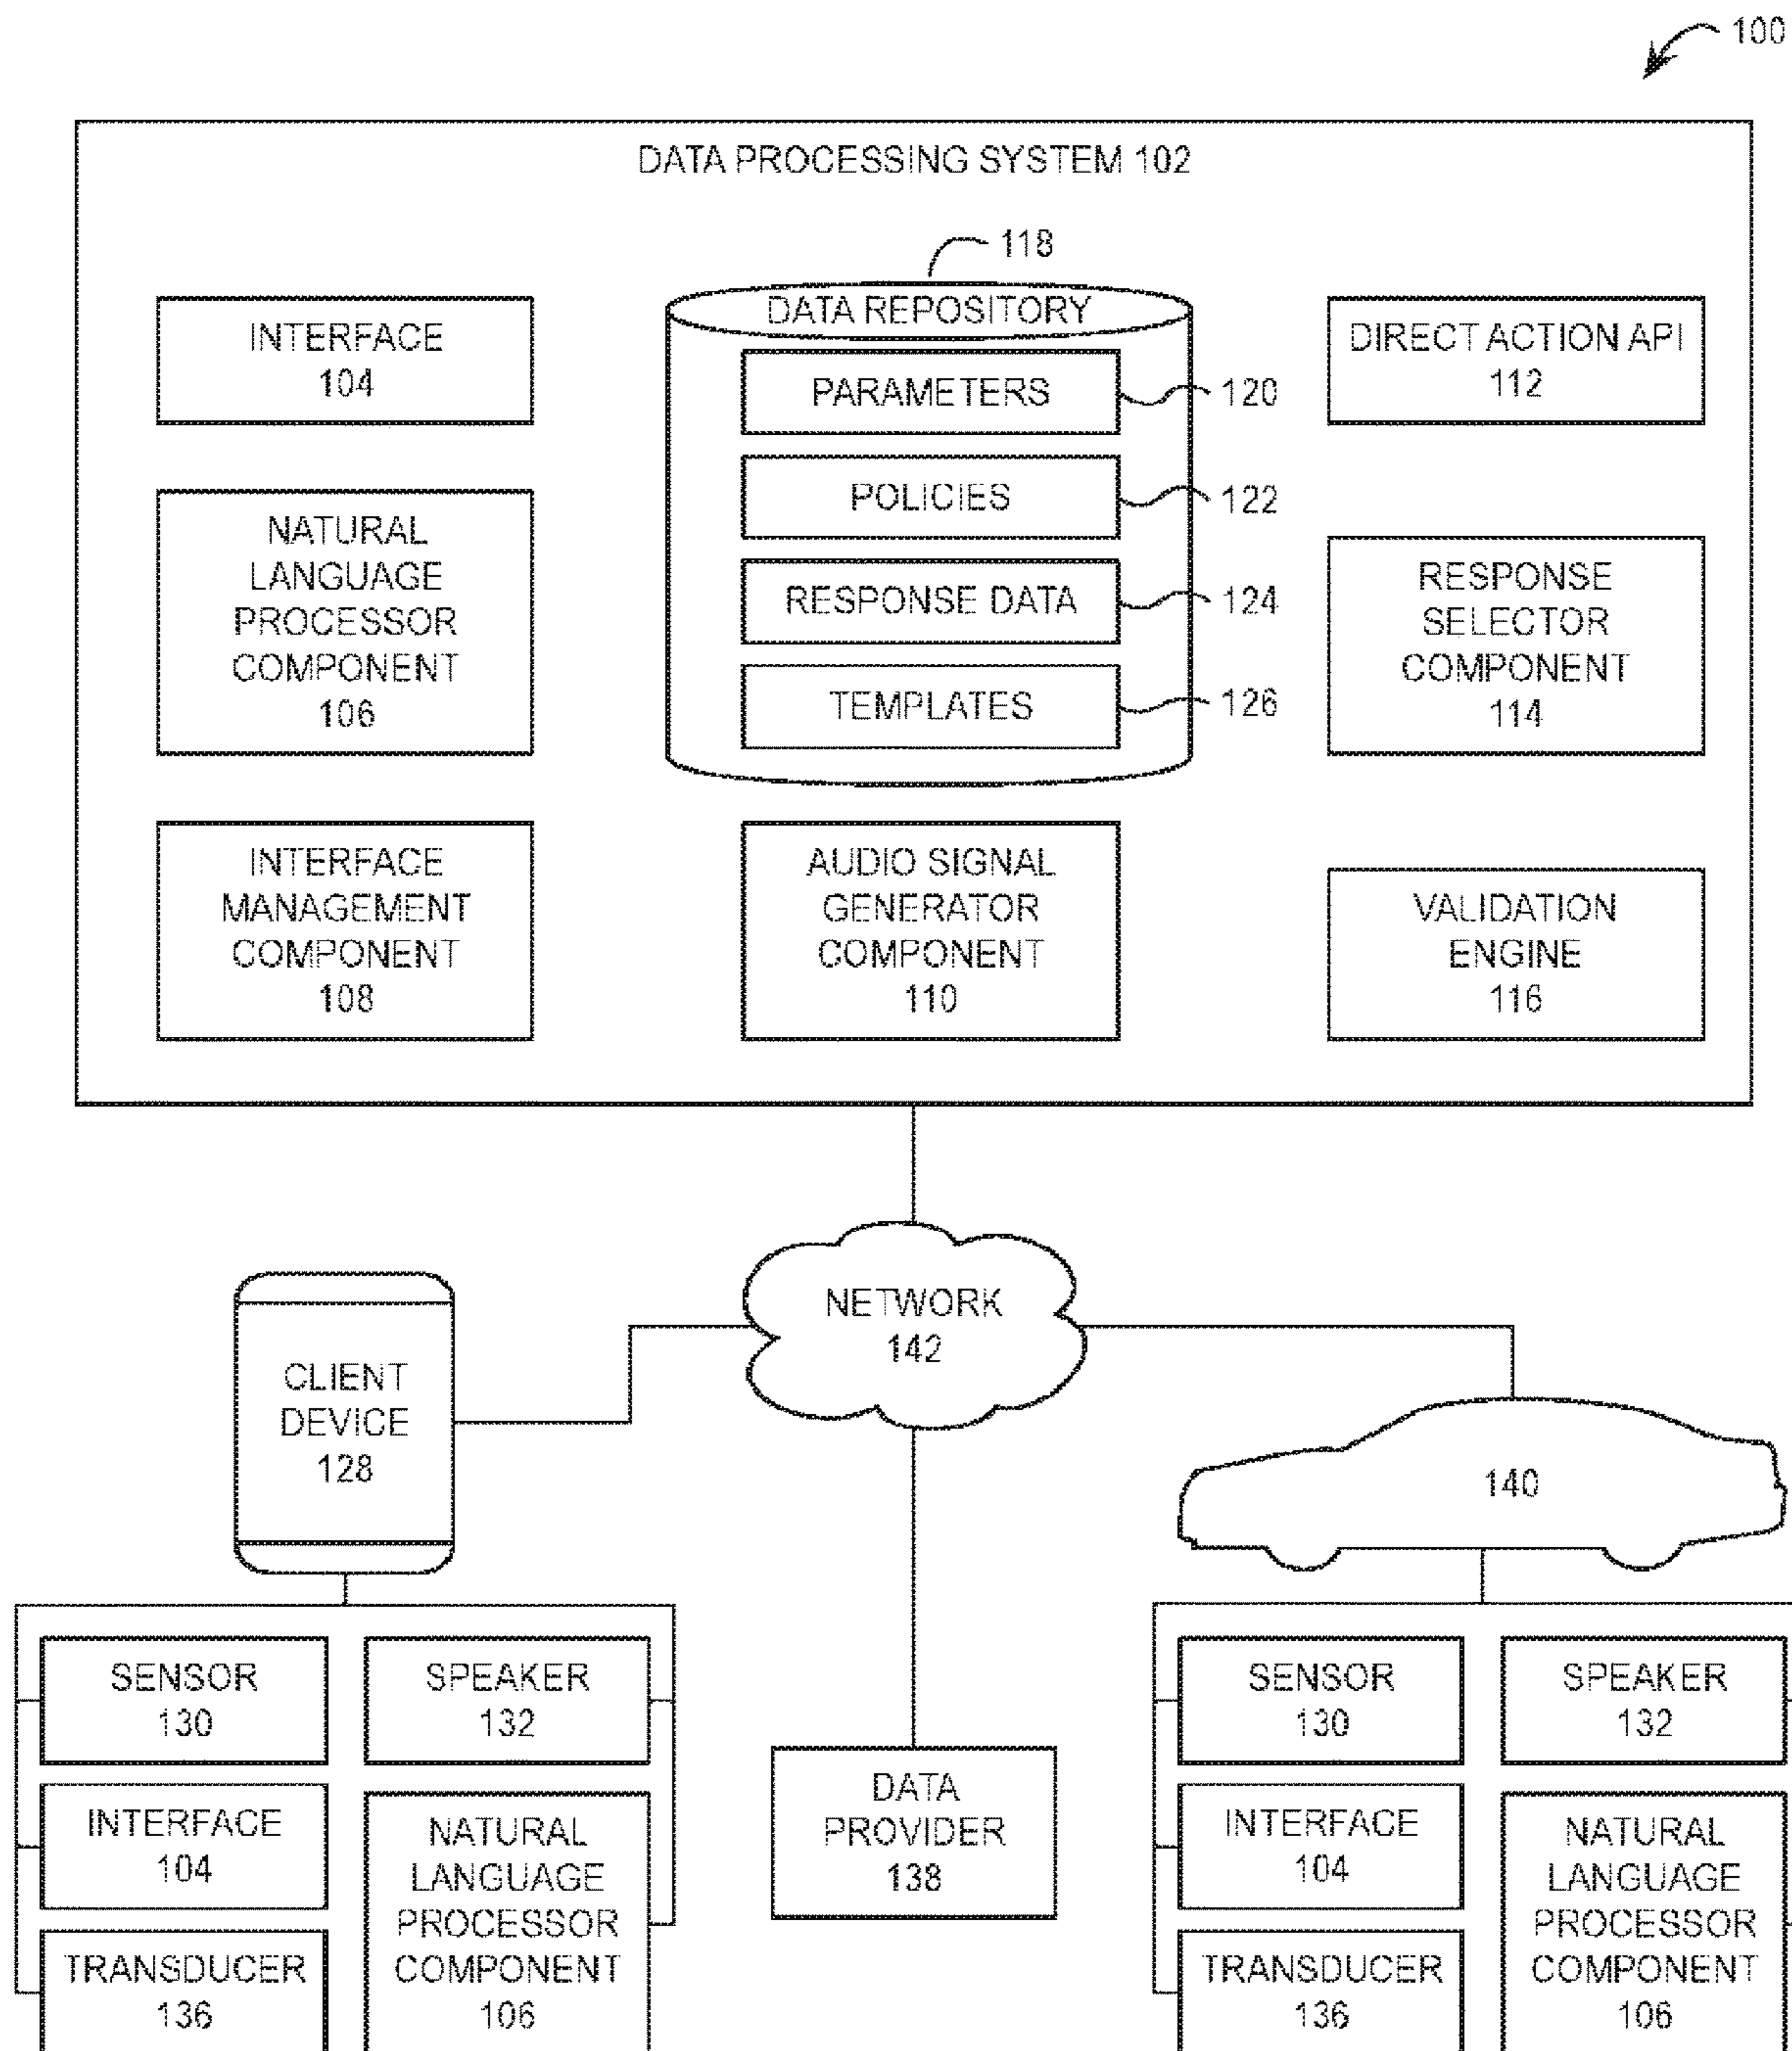 100
DATA PROCESSING SYSTEM 102
118
DATA REPOSITORY
INTERFACE
104
PARAMETERS
120
DIRECT ACTION API
112
POLICIES
122
NATURAL
LANGUAGE
PROCESSOR
COMPONENT
106
RESPONSE DATA
124
RESPONSE
SELECTOR
COMPONENT
114
TEMPLATES
126
INTERFACE
MANAGEMENT
COMPONENT
108
AUDIO SIGNAL
GENERATOR
COMPONENT
110
VALIDATION
ENGINE
116
NETWORK
142
CLIENT
DEVICE
128
140
SENSOR
130
SPEAKER
132
INTERFACE
104
NATURAL
LANGUAGE
PROCESSOR
COMPONENT
106
TRANSDUCER
136
DATA
PROVIDER
138
SENSOR
130
SPEAKER
132
INTERFACE
104
NATURAL
LANGUAGE
PROCESSOR
COMPONENT
106
TRANSDUCER
136